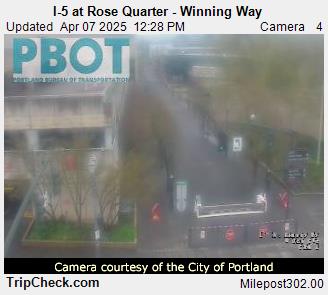 I-5 at Rose Quarter - Winning Way
Updated Apr 07 2025 12:28 PM Camera 4
PBOT
PORTLAND BUREAU OF TRANSPORTATION
Camera courtesy of the City of Portland
TripCheck.com Milepost302.00